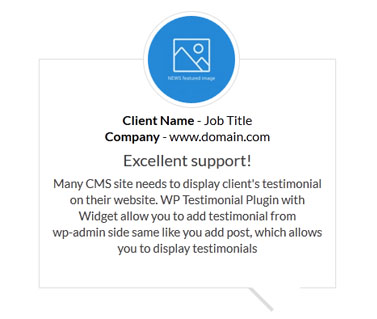 NEWS featured image
Client Name - Job Title
Company - www.domain.com
Excellent support!
Many CMS site needs to display client's testimonial
on their website. WP Testimonial Plugin with
Widget allow you to add testimonial from
wp-admin side same like you add post, which allows
you to display testimonials